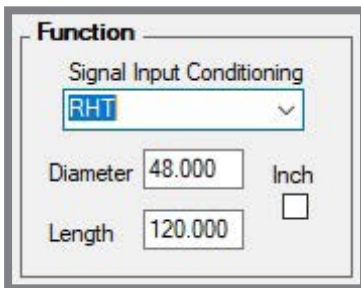 Function
Signal Input Conditioning
RHT
Diameter 48.000 Inch
Length 120.000